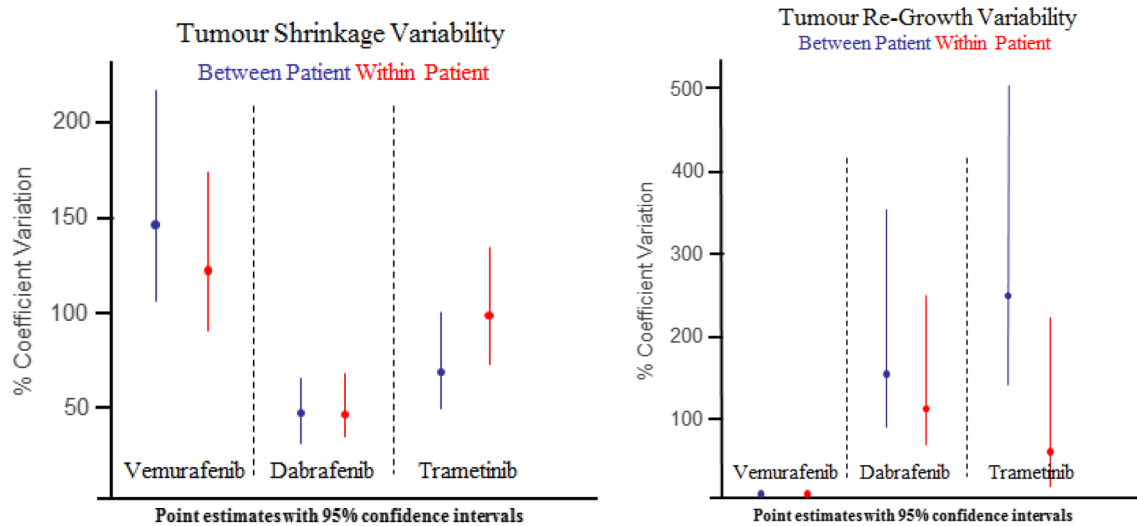 Tumour Shrinkage Variability
Between Patient Within Patient
% Coefficient Variation
200
150
100
50
Vemurafenib Dabrafenib Trametinib
Point estimates with 95% confidence intervals
Tumour Re-Growth Variability
Between Patient Within Patient
% Coefficient Variation
500
400
300
200
100
Vemurafenib Dabrafenib Trametinib
Point estimates with 95% confidence intervals